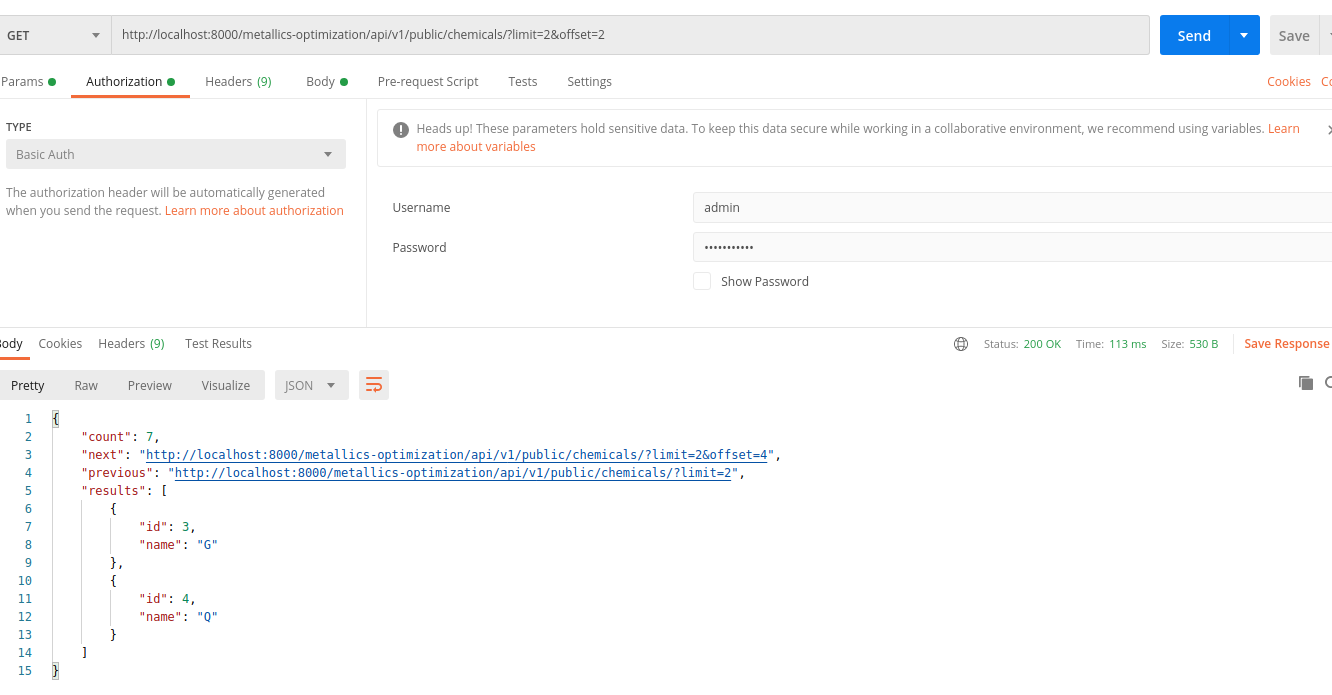 GET http://localhost:8000/metallics-optimization/api/v1/public/chemicals/?limit=2&offset=2 Send Save
Params Authorization Headers (9) Body Pre-request Script Tests Settings Cookies
TYPE
Basic Auth
The authorization header will be automatically generated
when you send the request. Learn more about authorization
Heads up! These parameters hold sensitive data. To keep this data secure while working in a collaborative environment, we recommend using variables. Learn
more about variables
Username admin
Password •••••••••••
Show Password
Body Cookies Headers (9) Test Results Status: 200 OK Time: 113 ms Size: 530 B Save Response
Pretty Raw Preview Visualize JSON
1 {
2 "count": 7,
3 "next": "http://localhost:8000/metallics-optimization/api/v1/public/chemicals/?limit=2&offset=4",
4 "previous": "http://localhost:8000/metallics-optimization/api/v1/public/chemicals/?limit=2",
5 "results": [
6 {
7 "id": 3,
8 "name": "G"
9 },
10 {
11 "id": 4,
12 "name": "Q"
13 }
14 ]
15 }